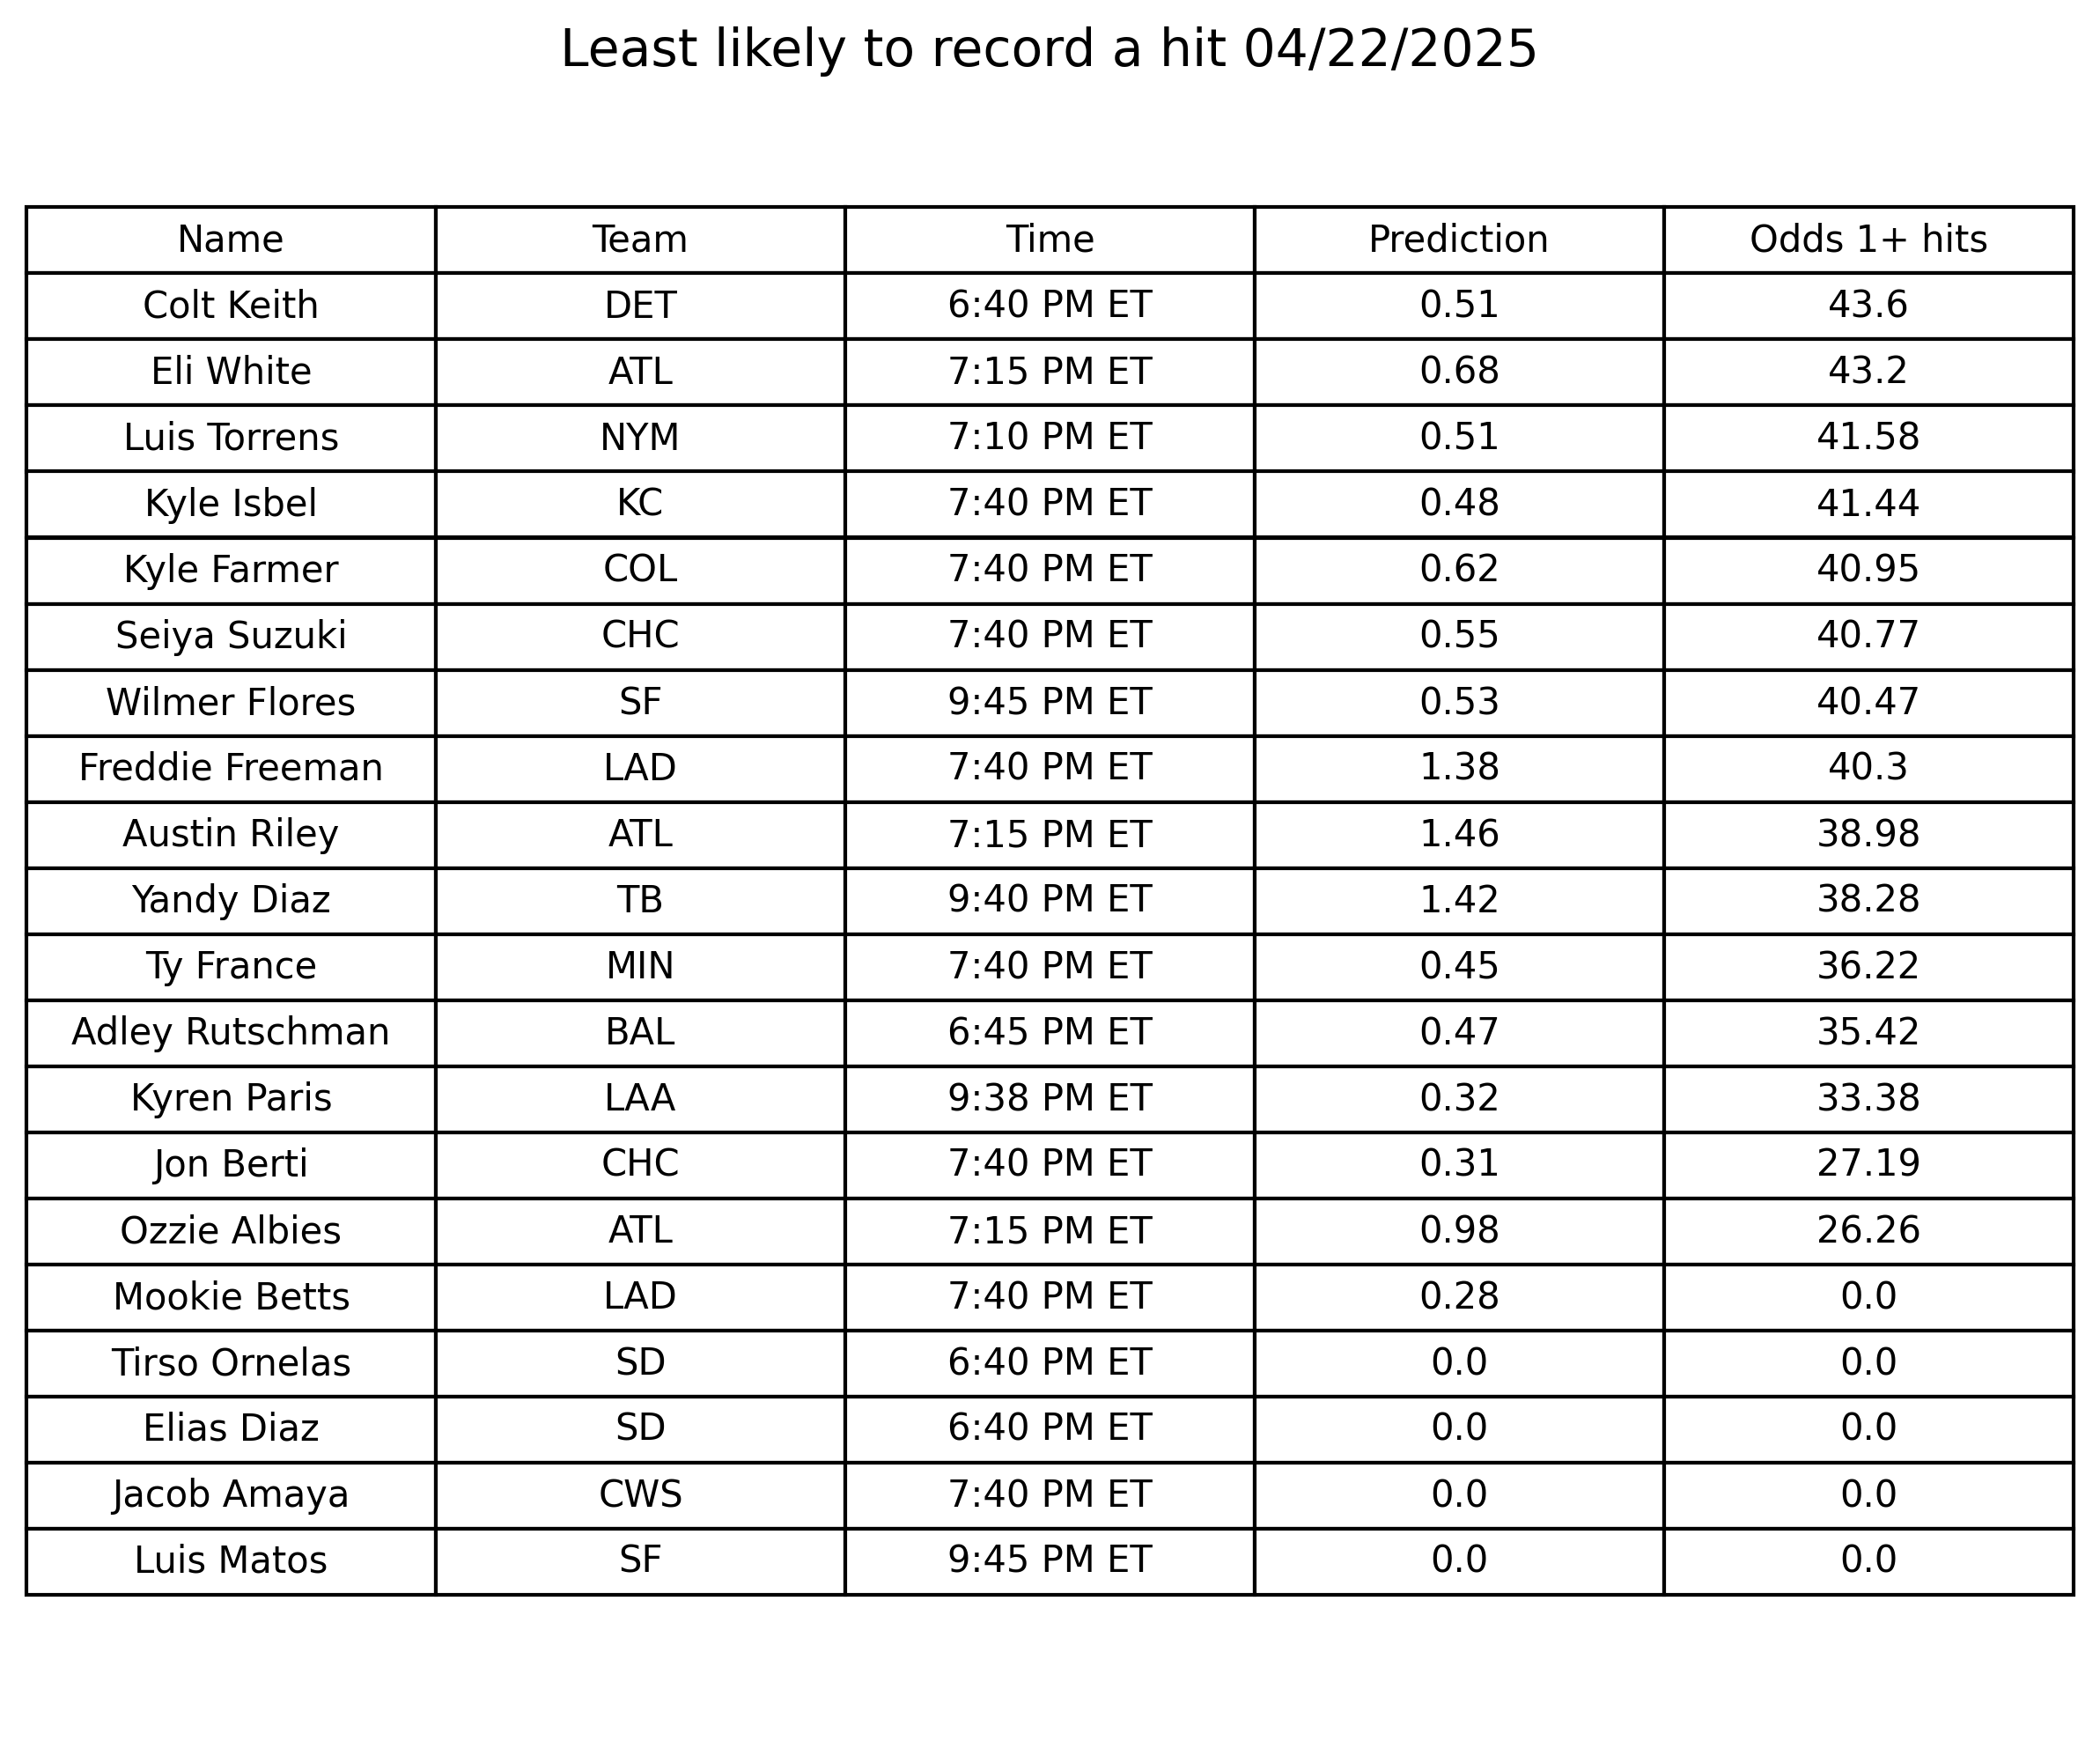 Least likely to record a hit 04/22/2025
Name Team Time Prediction Odds 1+ hits
Colt Keith DET 6:40 PM ET 0.51 43.6
Eli White ATL 7:15 PM ET 0.68 43.2
Luis Torrens NYM 7:10 PM ET 0.51 41.58
Kyle Isbel KC 7:40 PM ET 0.48 41.44
Kyle Farmer COL 7:40 PM ET 0.62 40.95
Seiya Suzuki CHC 7:40 PM ET 0.55 40.77
Wilmer Flores SF 9:45 PM ET 0.53 40.47
Freddie Freeman LAD 7:40 PM ET 1.38 40.3
Austin Riley ATL 7:15 PM ET 1.46 38.98
Yandy Diaz TB 9:40 PM ET 1.42 38.28
Ty France MIN 7:40 PM ET 0.45 36.22
Adley Rutschman BAL 6:45 PM ET 0.47 35.42
Kyren Paris LAA 9:38 PM ET 0.32 33.38
Jon Berti CHC 7:40 PM ET 0.31 27.19
Ozzie Albies ATL 7:15 PM ET 0.98 26.26
Mookie Betts LAD 7:40 PM ET 0.28 0.0
Tirso Ornelas SD 6:40 PM ET 0.0 0.0
Elias Diaz SD 6:40 PM ET 0.0 0.0
Jacob Amaya CWS 7:40 PM ET 0.0 0.0
Luis Matos SF 9:45 PM ET 0.0 0.0